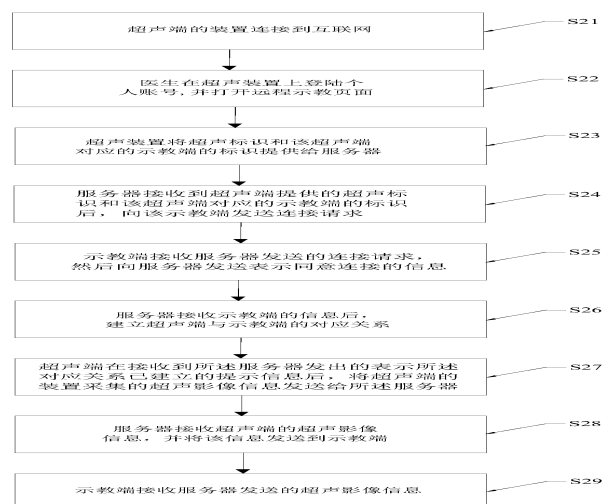 超声端的装置连接到互联网
S21
医生在超声装置上登陆个
人账号,并打开远程示教页面
S22
超声装置将超声标识和该超声端
对应的示教端的标识提供给服务器
S23
服务器接收到超声端提供的超声标
识和该超声端对应的示教端的标识
后，向该示教端发送连接请求
S24
示教端接收服务器发送的连接请求，
然后向服务器发送表示同意连接的信息
S25
服务器接收示教端的信息后，
建立超声端与示教端的对应关系
S26
超声端在接收到所述服务器发出的表示所述
对应关系已建立的提示信息后，将超声端的
装置采集的超声影像信息发送给所述服务器
S27
服务器接收超声端的超声影像
信息，并将该信息发送到示教端
S28
示教端接收服务器发送的超声影像信息
S29